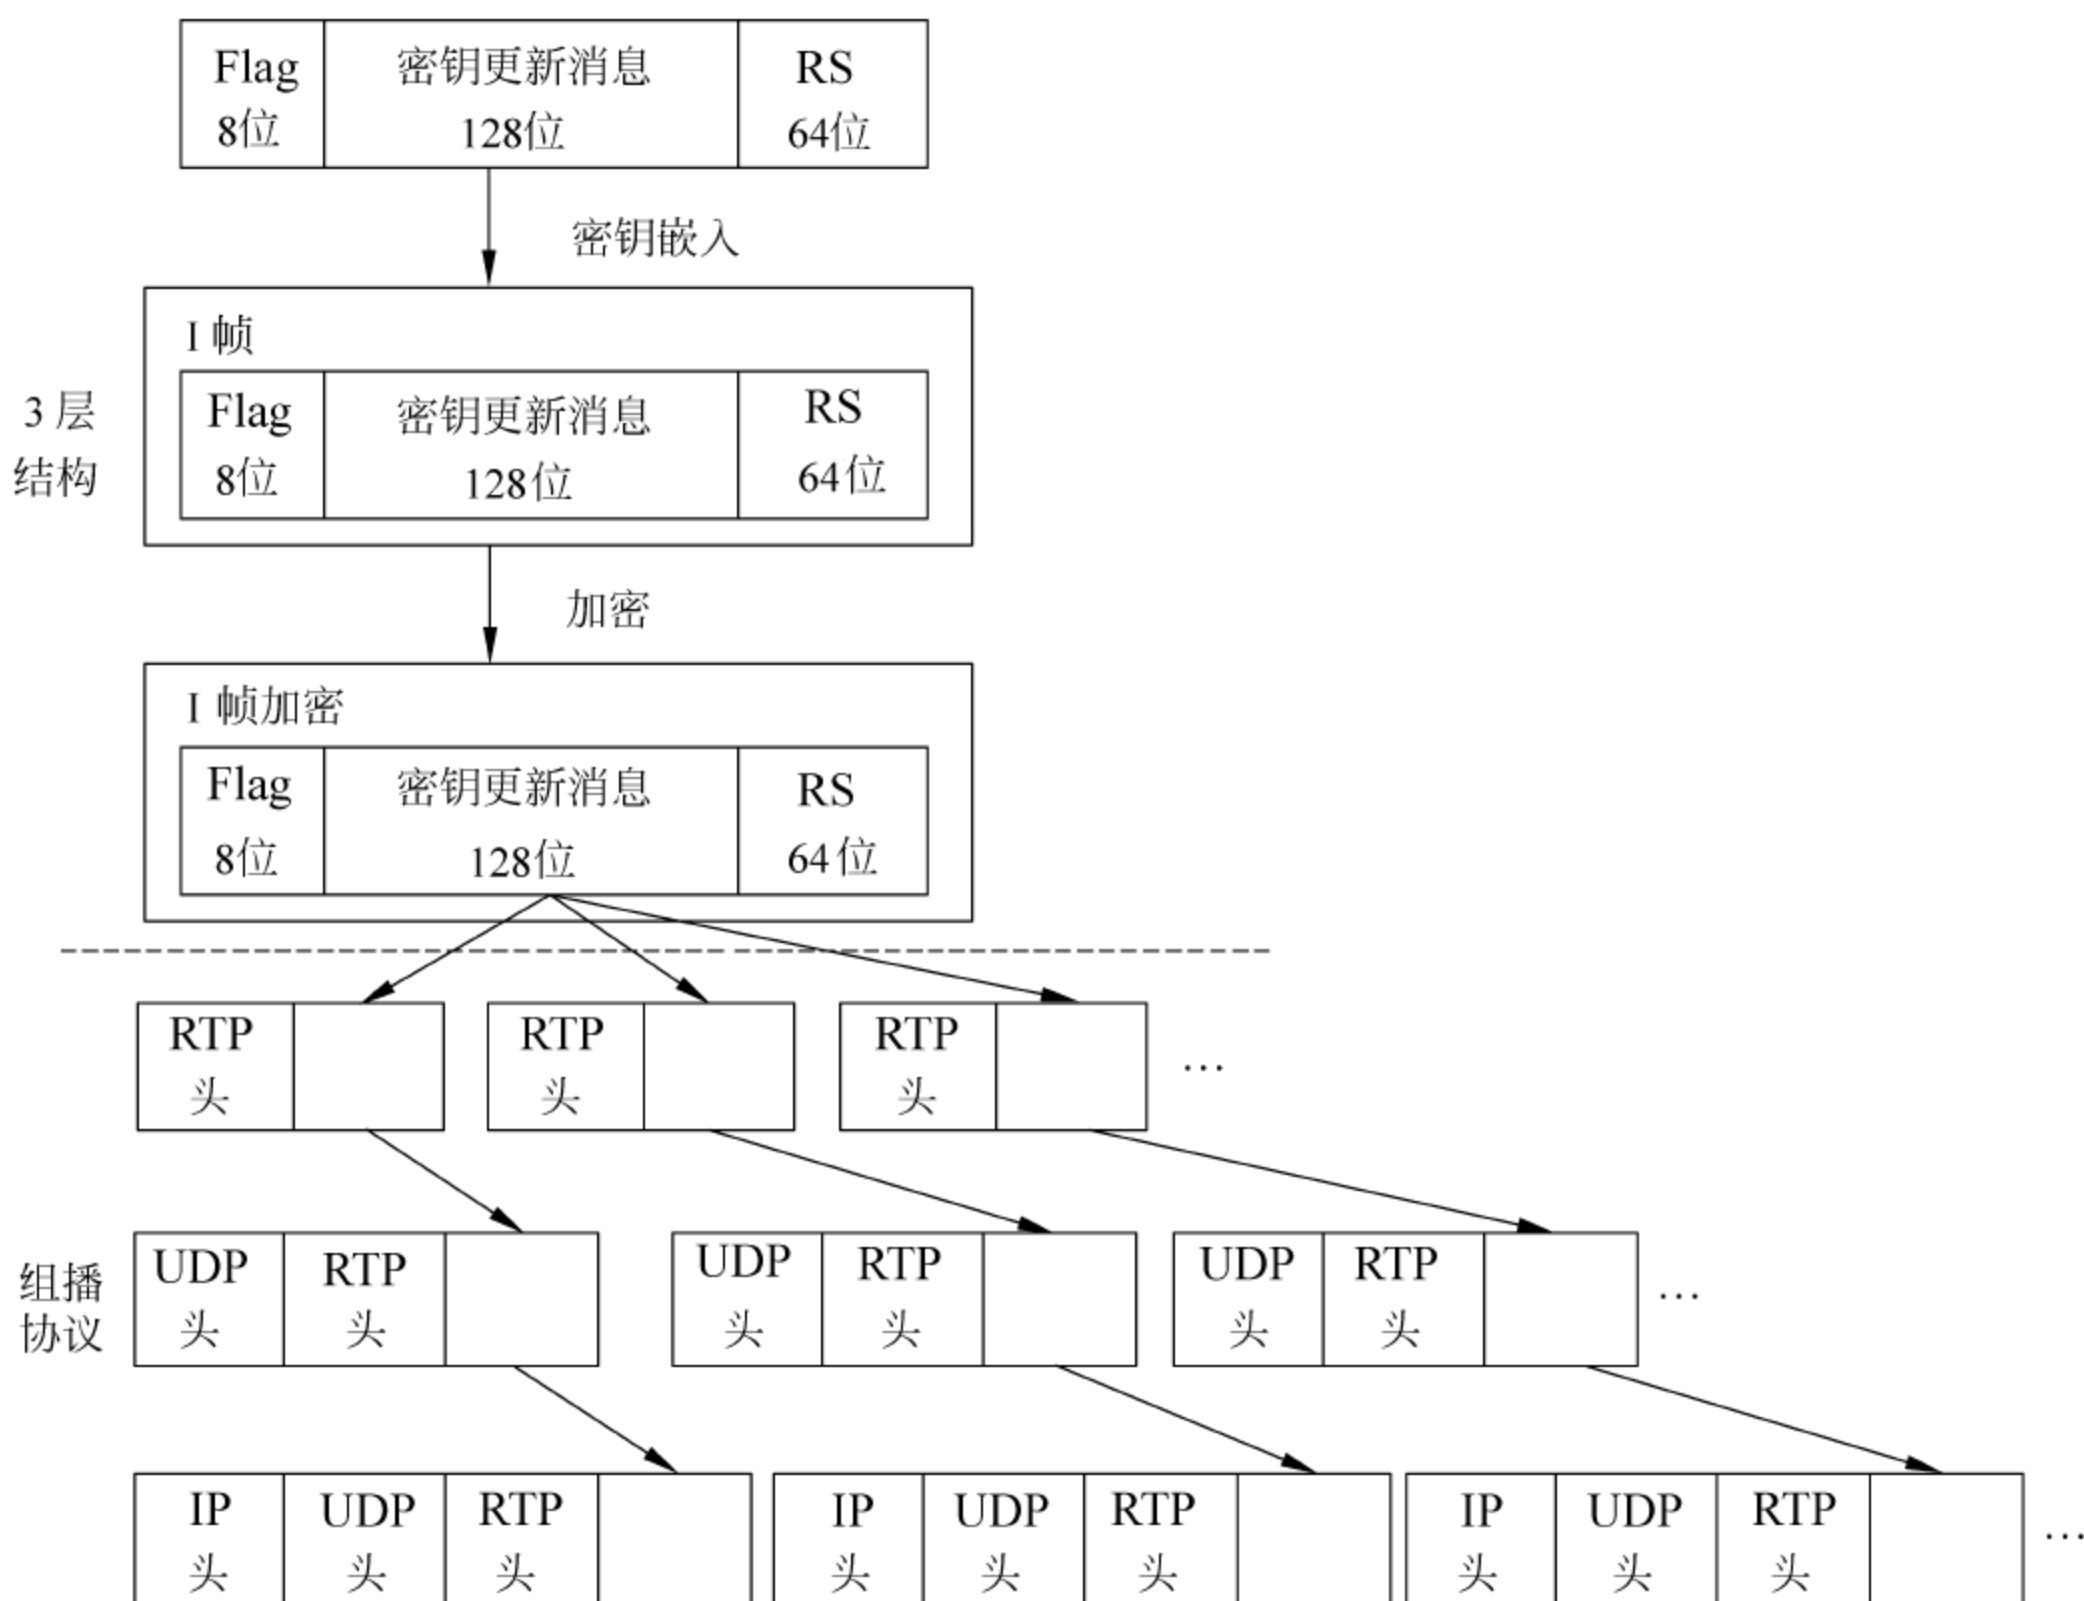 Flag 密钥更新消息 RS
8位 128位 64位
密钥嵌入
I 帧
3 层
结构
Flag 密钥更新消息 RS
8位 128位 64位
加密
I 帧加密
Flag 密钥更新消息 RS
8位 128位 64位
RTP RTP RTP
头 头 头 …
组播
协议
UDP RTP UDP RTP UDP RTP
头 头 头 头 头 头 …
IP UDP RTP IP UDP RTP IP UDP RTP
头 头 头 头 头 头 头 头 头 …